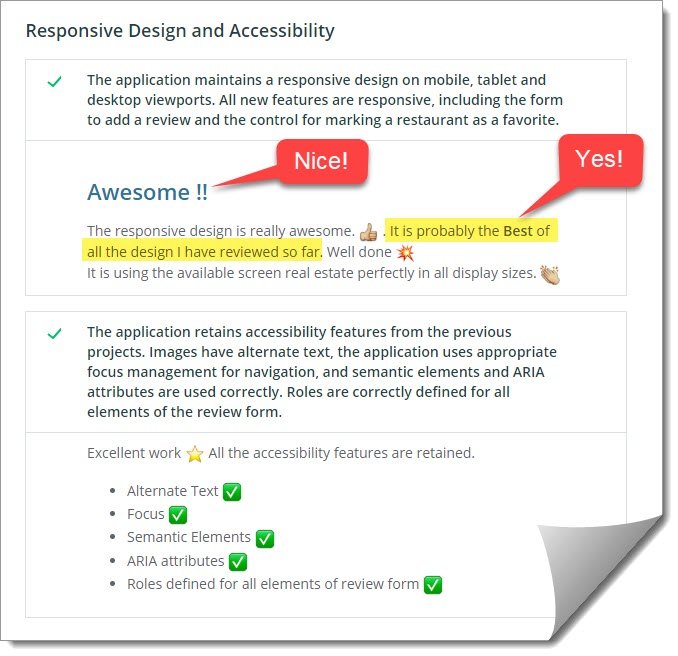 Responsive Design and Accessibility
The application maintains a responsive design on mobile, tablet and
desktop viewports. All new features are responsive, including the form
to add a review and the control for marking a restaurant as a favorite.
Nice!
Yes!
Awesome !!
The responsive design is really awesome. 👍 . It is probably the Best of
all the design I have reviewed so far. Well done 💥
It is using the available screen real estate perfectly in all display sizes. 👏
The application retains accessibility features from the previous
projects. Images have alternate text, the application uses appropriate
focus management for navigation, and semantic elements and ARIA
attributes are used correctly. Roles are correctly defined for all
elements of the review form.
Excellent work ⭐ All the accessibility features are retained.
• Alternate Text ✅
• Focus ✅
• Semantic Elements ✅
• ARIA attributes ✅
• Roles defined for all elements of review form ✅